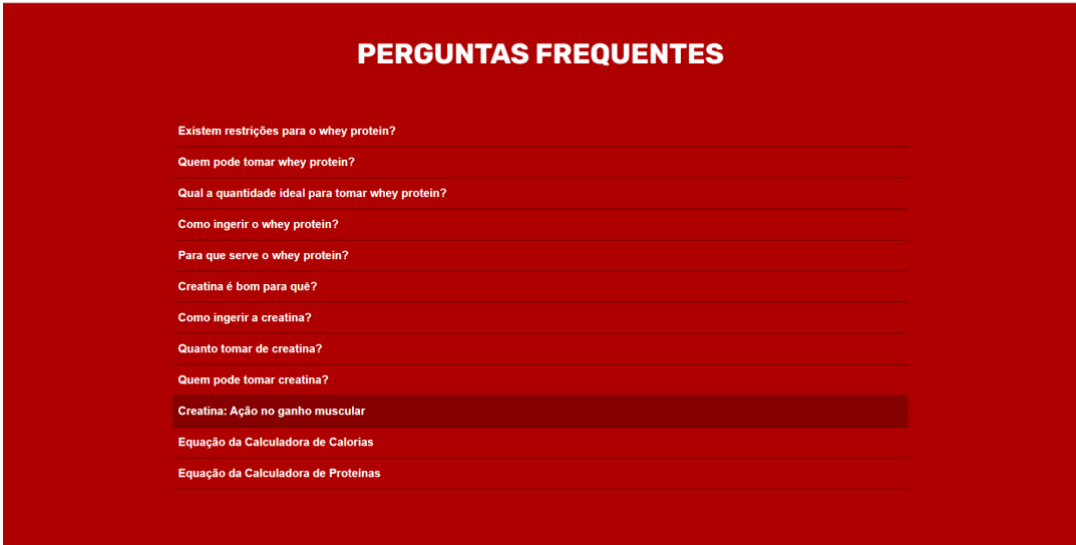 PERGUNTAS FREQUENTES
Existem restrições para o whey protein?
Quem pode tomar whey protein?
Qual a quantidade ideal para tomar whey protein?
Como ingerir o whey protein?
Para que serve o whey protein?
Creatina é bom para quê?
Como ingerir a creatina?
Quanto tomar de creatina?
Quem pode tomar creatina?
Creatina: Ação no ganho muscular
Equação da Calculadora de Calorias
Equação da Calculadora de Proteínas